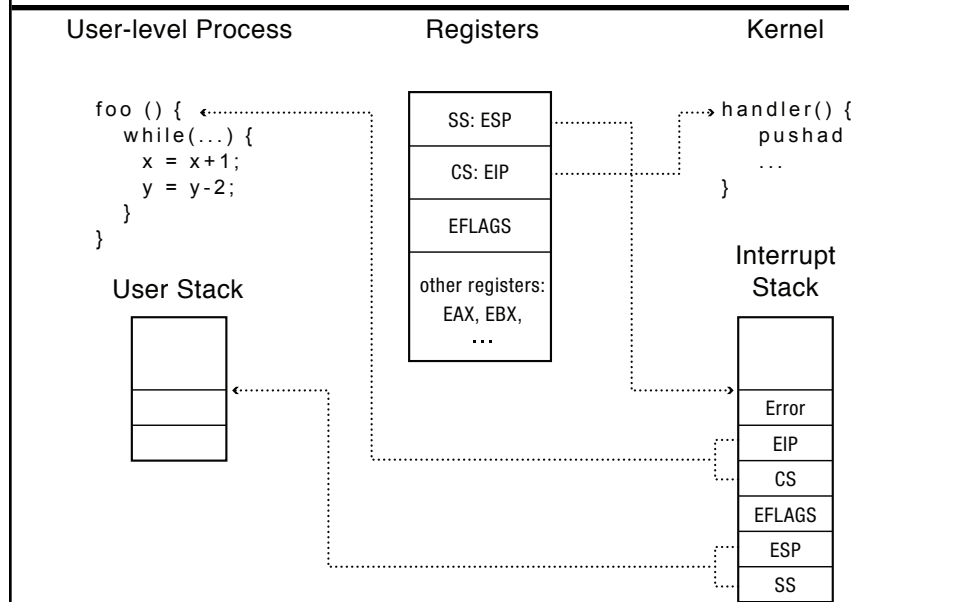 User-level Process
Registers
Kernel
foo () {
while(...) {
x = x+1;
y = y-2;
}
}
SS: ESP
CS: EIP
EFLAGS
other registers:
EAX, EBX,
...
handler() {
pushad
...
}
User Stack
Interrupt
Stack
Error
EIP
CS
EFLAGS
ESP
SS